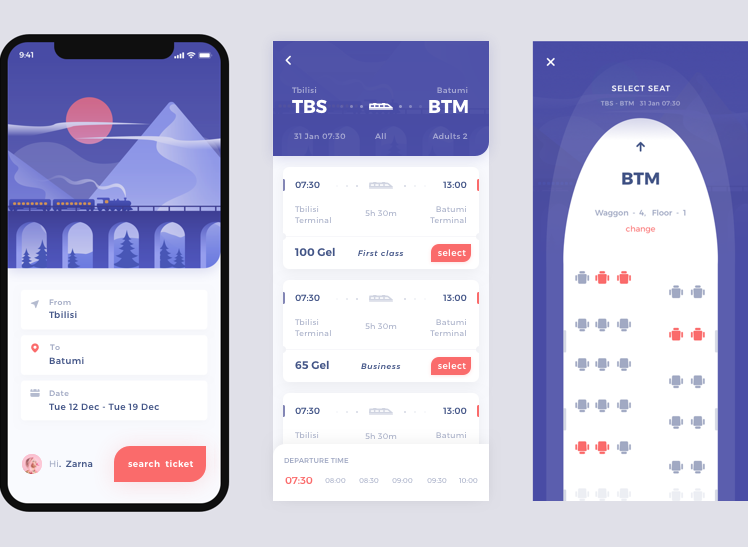 9:41
From
Tbilisi
To
Batumi
Date
Tue 12 Dec - Tue 19 Dec
Hi, Zarna
search ticket
Tbilisi Batumi
TBS BTM
31 Jan 07:30 All Adults 2
07:30 13:00
Tbilisi Terminal 5h 30m Batumi Terminal
100 Gel First class select
07:30 13:00
Tbilisi Terminal 5h 30m Batumi Terminal
65 Gel Business select
07:30 13:00
Tbilisi 5h 30m Batumi
DEPARTURE TIME
07:30 08:00 08:30 09:00 09:30 10:00
SELECT SEAT
TBS - BTM 31 Jan 07:30
BTM
Waggon - 4, Floor - 1
change